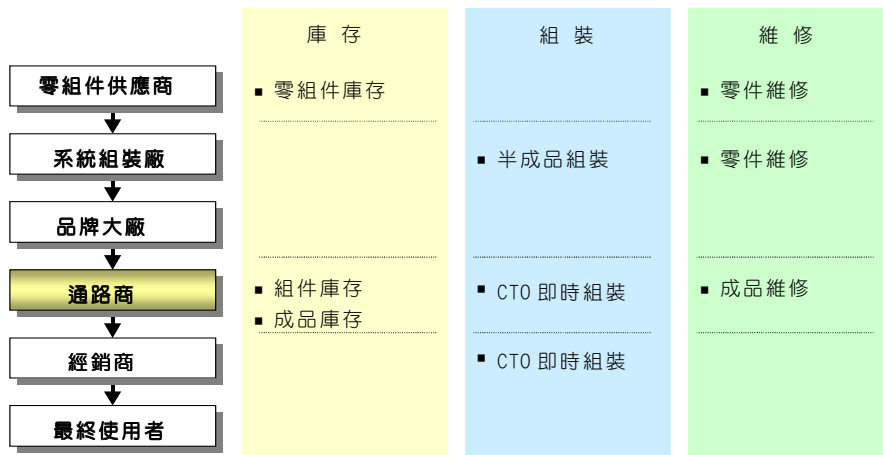 庫 存
組 裝
維 修
零組件供應商
▪ 零組件庫存
▪ 零件維修
系統組裝廠
▪ 半成品組裝
▪ 零件維修
品牌大廠
通路商
▪ 組件庫存
▪ 成品庫存
▪ CTO 即時組裝
▪ 成品維修
經銷商
▪ CTO 即時組裝
最終使用者